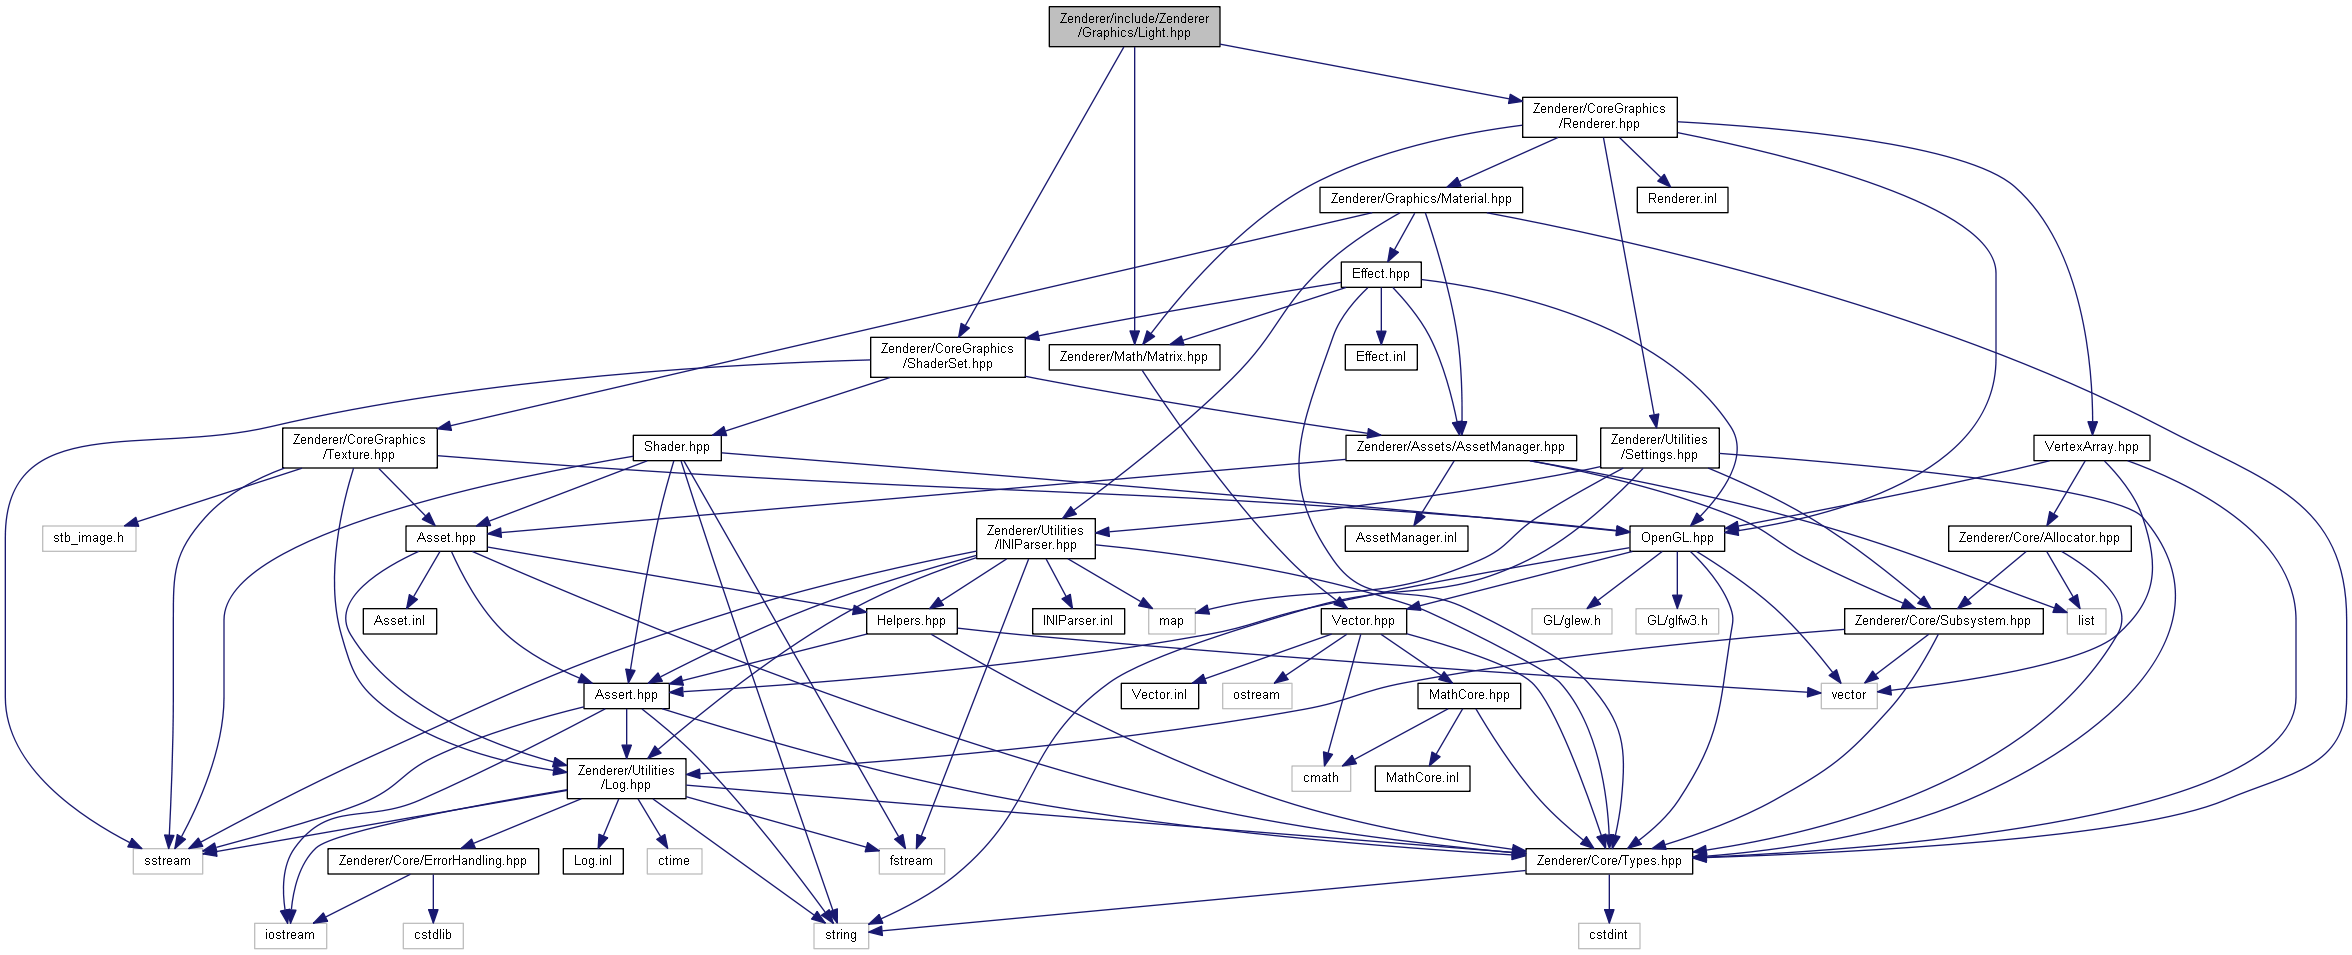 Zenderer/include/Zenderer
/Graphics/Light.hpp
Zenderer/CoreGraphics
/Renderer.hpp
Zenderer/Graphics/Material.hpp
Renderer.inl
Effect.hpp
Zenderer/CoreGraphics
/ShaderSet.hpp
Zenderer/Math/Matrix.hpp
Effect.inl
Zenderer/CoreGraphics
/Texture.hpp
Shader.hpp
Zenderer/Assets/AssetManager.hpp
Zenderer/Utilities
/Settings.hpp
VertexArray.hpp
stb_image.h
Asset.hpp
Zenderer/Utilities
/INIParser.hpp
AssetManager.inl
OpenGL.hpp
Zenderer/Core/Allocator.hpp
Asset.inl
Helpers.hpp
INIParser.inl
map
Vector.hpp
GL/glew.h
GL/glfw3.h
Zenderer/Core/Subsystem.hpp
list
Assert.hpp
Vector.inl
ostream
MathCore.hpp
vector
Zenderer/Utilities
/Log.hpp
cmath
MathCore.inl
sstream
Zenderer/Core/ErrorHandling.hpp
Log.inl
ctime
fstream
Zenderer/Core/Types.hpp
iostream
cstdlib
string
cstdint